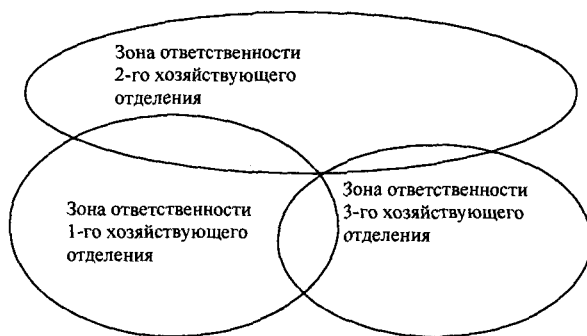 Зона ответственности
2-го хозяйствующего
отделения
Зона ответственности
1-го хозяйствующего
отделения
Зона ответственности
3-го хозяйствующего
отделения